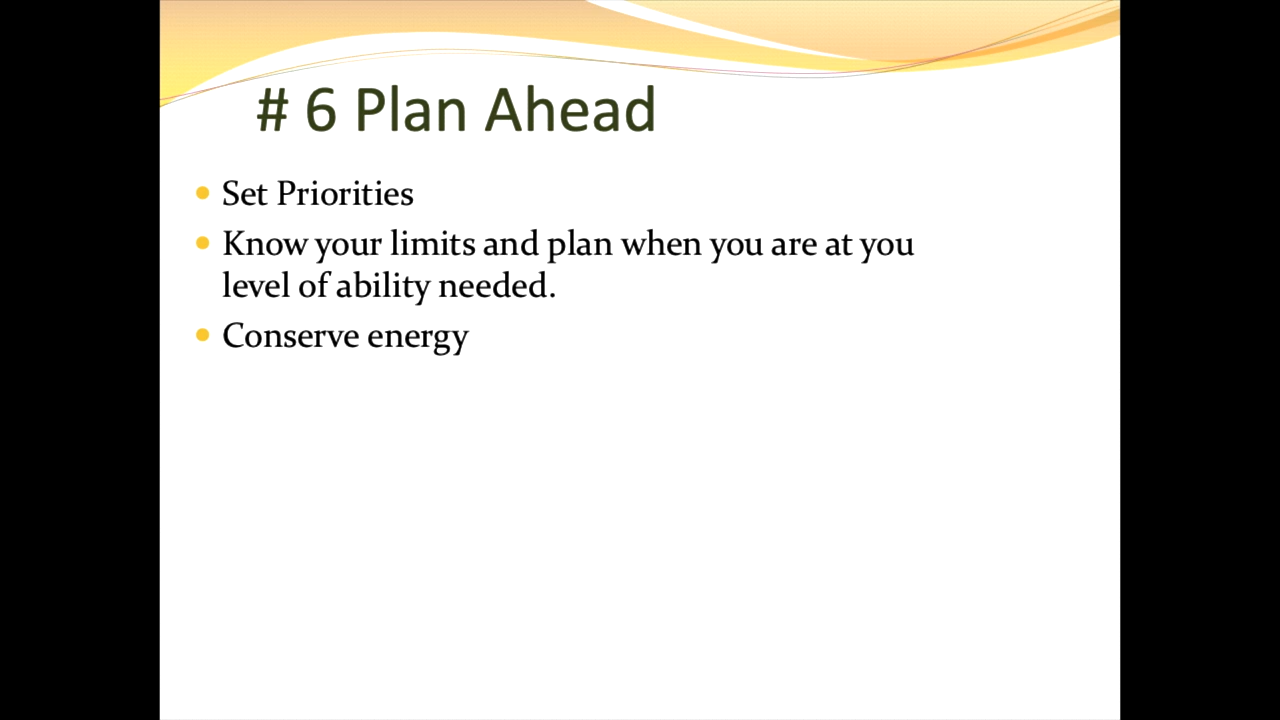 # 6 Plan Ahead
Set Priorities
Know your limits and plan when you are at you
level of ability needed.
Conserve energy